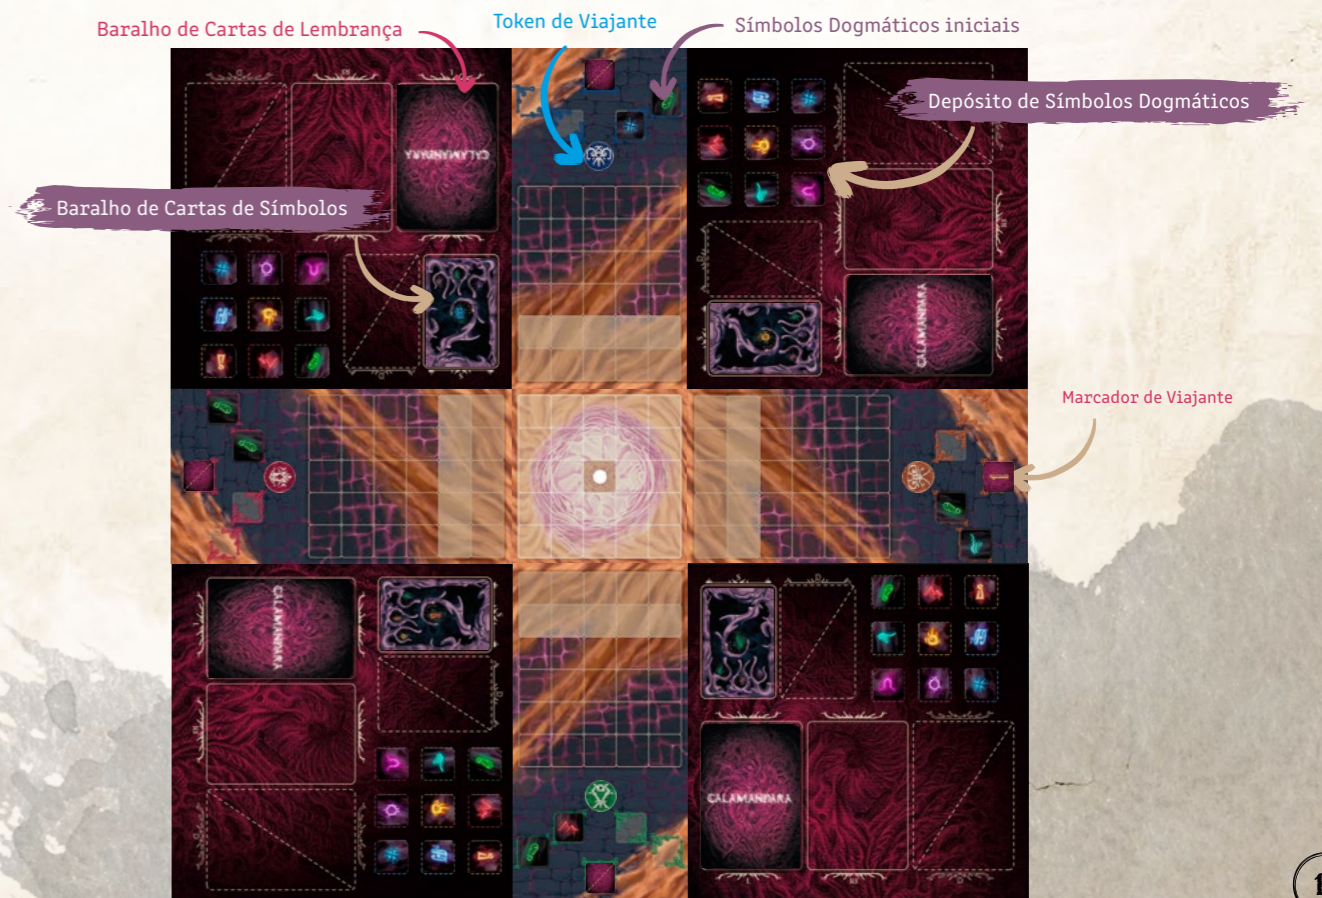 Baralho de Cartas de Lembrança
Token de Viajante
Símbolos Dogmáticos iniciais
Depósito de Símbolos Dogmáticos
CALAMANDARA
Baralho de Cartas de Símbolos
CALAMANDARA
Marcador de Viajante
CALAMANDARA
CALAMANDARA